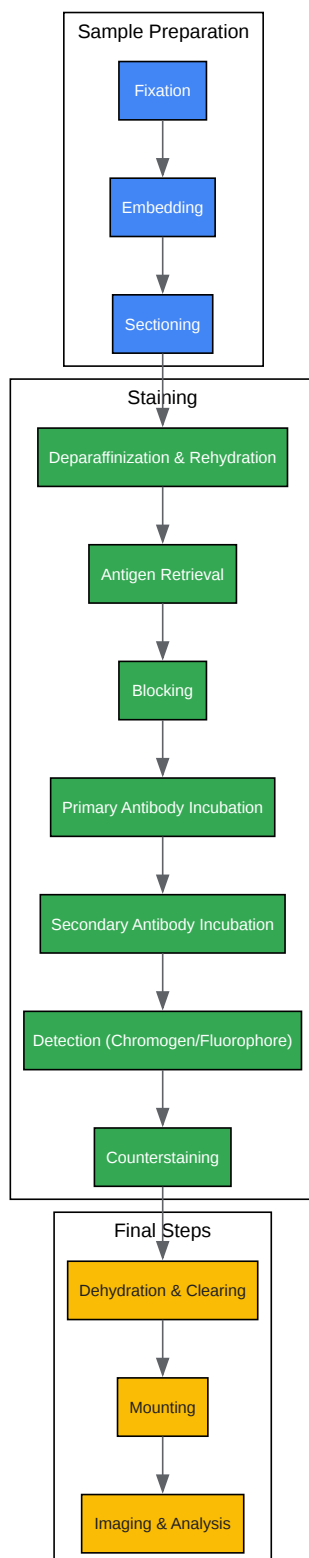 Sample Preparation
Fixation
Embedding
Sectioning
Staining
Deparaffinization & Rehydration
Antigen Retrieval
Blocking
Primary Antibody Incubation
Secondary Antibody Incubation
Detection (Chromogen/Fluorophore)
Counterstaining
Final Steps
Dehydration & Clearing
Mounting
Imaging & Analysis